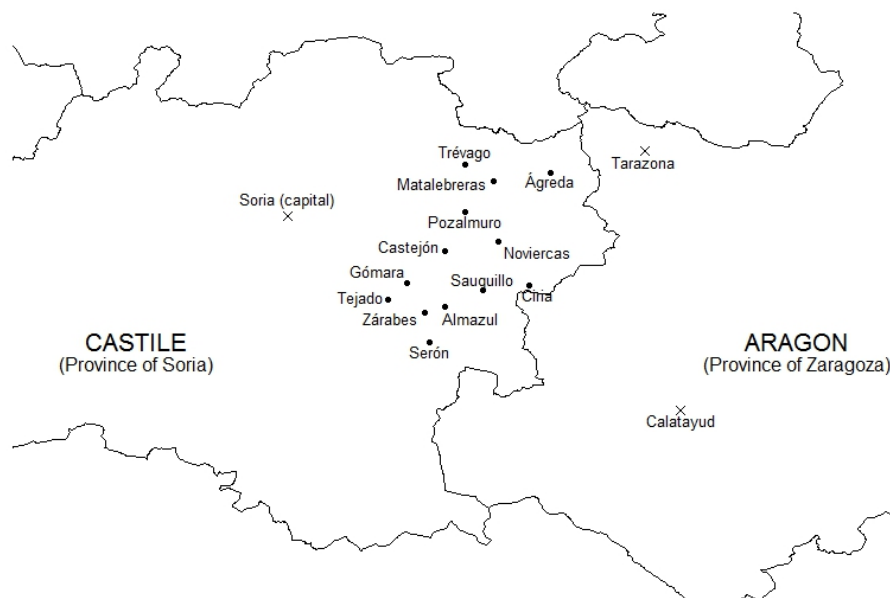 Trévago
Tarazona
Matalebreras
Ágreda
Soria (capital)
Pozalmuro
Castejón
Noviercas
Gómara
Sauquillo
Ciria
Tejado
Zárabes
Almazul
CASTILE
(Province of Soria)
Serón
ARAGON
(Province of Zaragoza)
Calatayud